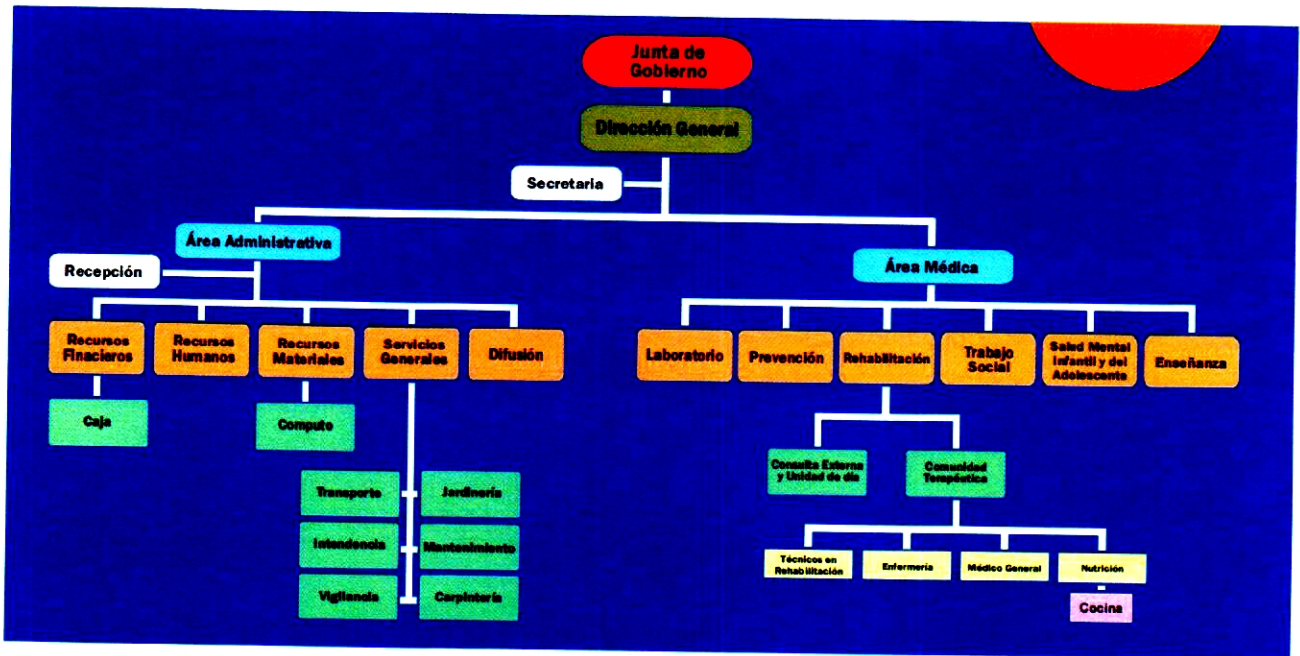 Junta de
Gobierno
Dirección General
Secretaria
Área Administrativa
Recepción
Área Médica
Recursos
Finacieros
Recursos
Humanos
Recursos
Materiales
Servicios
Generales
Difusión
Laboratorio
Prevención
Rehabilitación
Trabajo
Social
Salud Mental
Infantil y del
Adolescente
Enseñanza
Caja
Computo
Consulta Externa
y Unidad de día
Comunidad
Terapéutica
Transporte
Jardinería
Intendencia
Mantenimiento
Vigilancia
Carpintería
Técnicos en
Rehabilitación
Enfermería
Médico General
Nutrición
Cocina